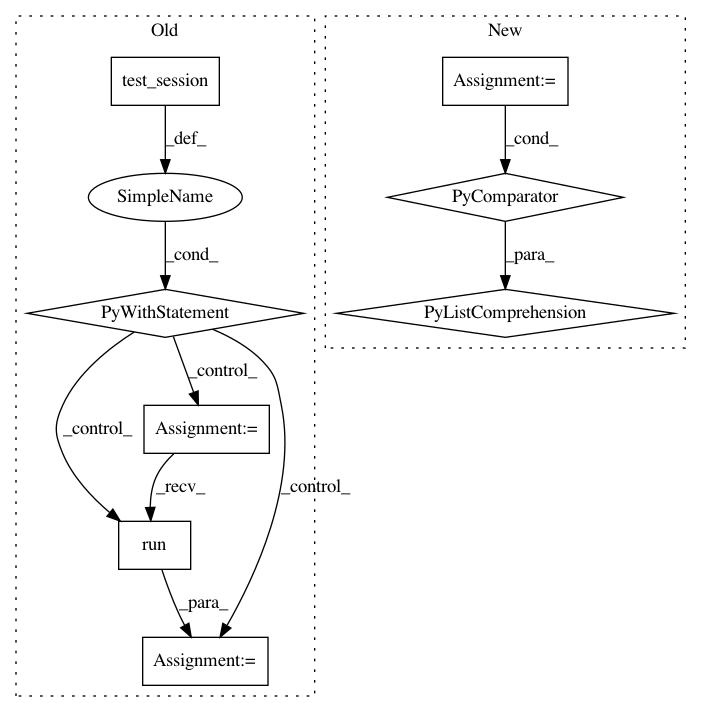 Old
New
test_session
Assignment:=
_def_
_cond_
SimpleName
PyComparator
_cond_
_para_
PyWithStatement
PyListComprehension
_control_
_control_
Assignment:=
_recv_
_control_
run
_para_
Assignment:=